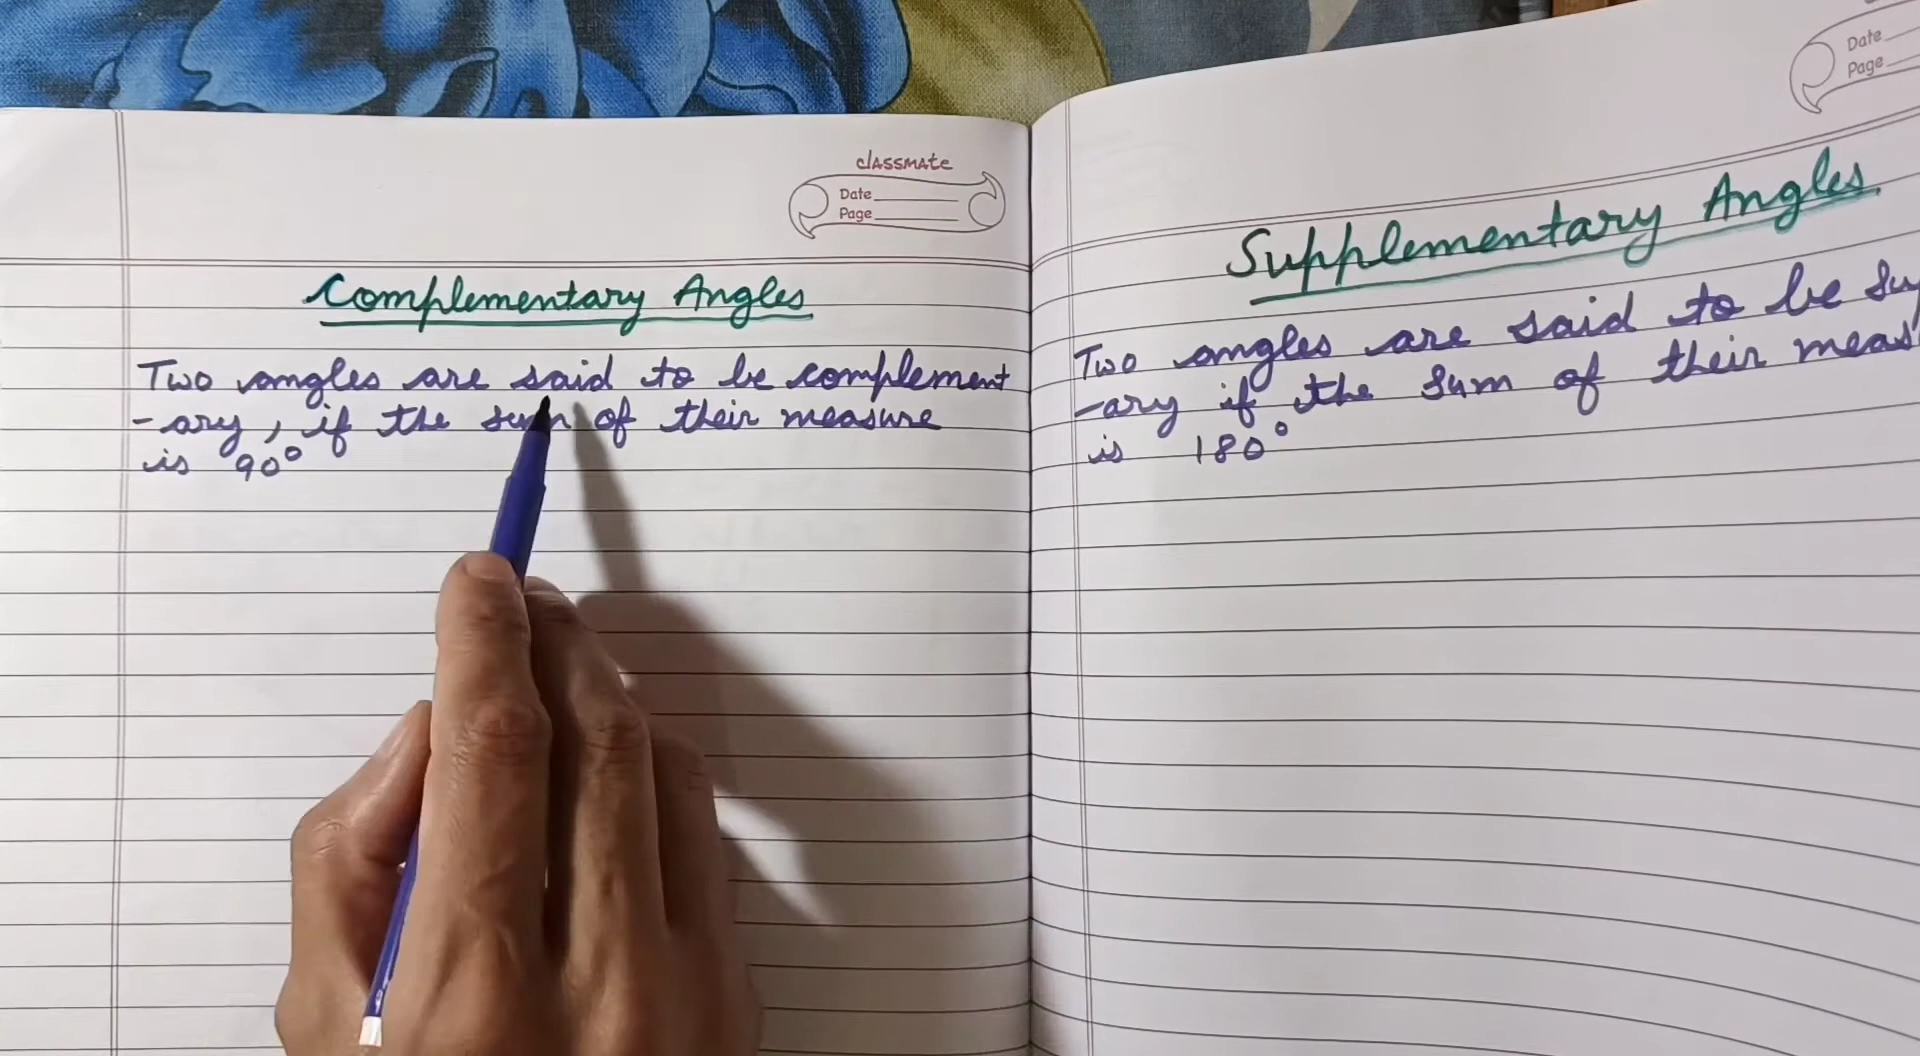 classmate
Date
Page
Complementary Angles
Two angles are said to be complement
-ary, if the sum of their measure
is 90°
Date
Page
Supplementary Angles
Two angles are said to be
-ary if the sum of their
is 180°